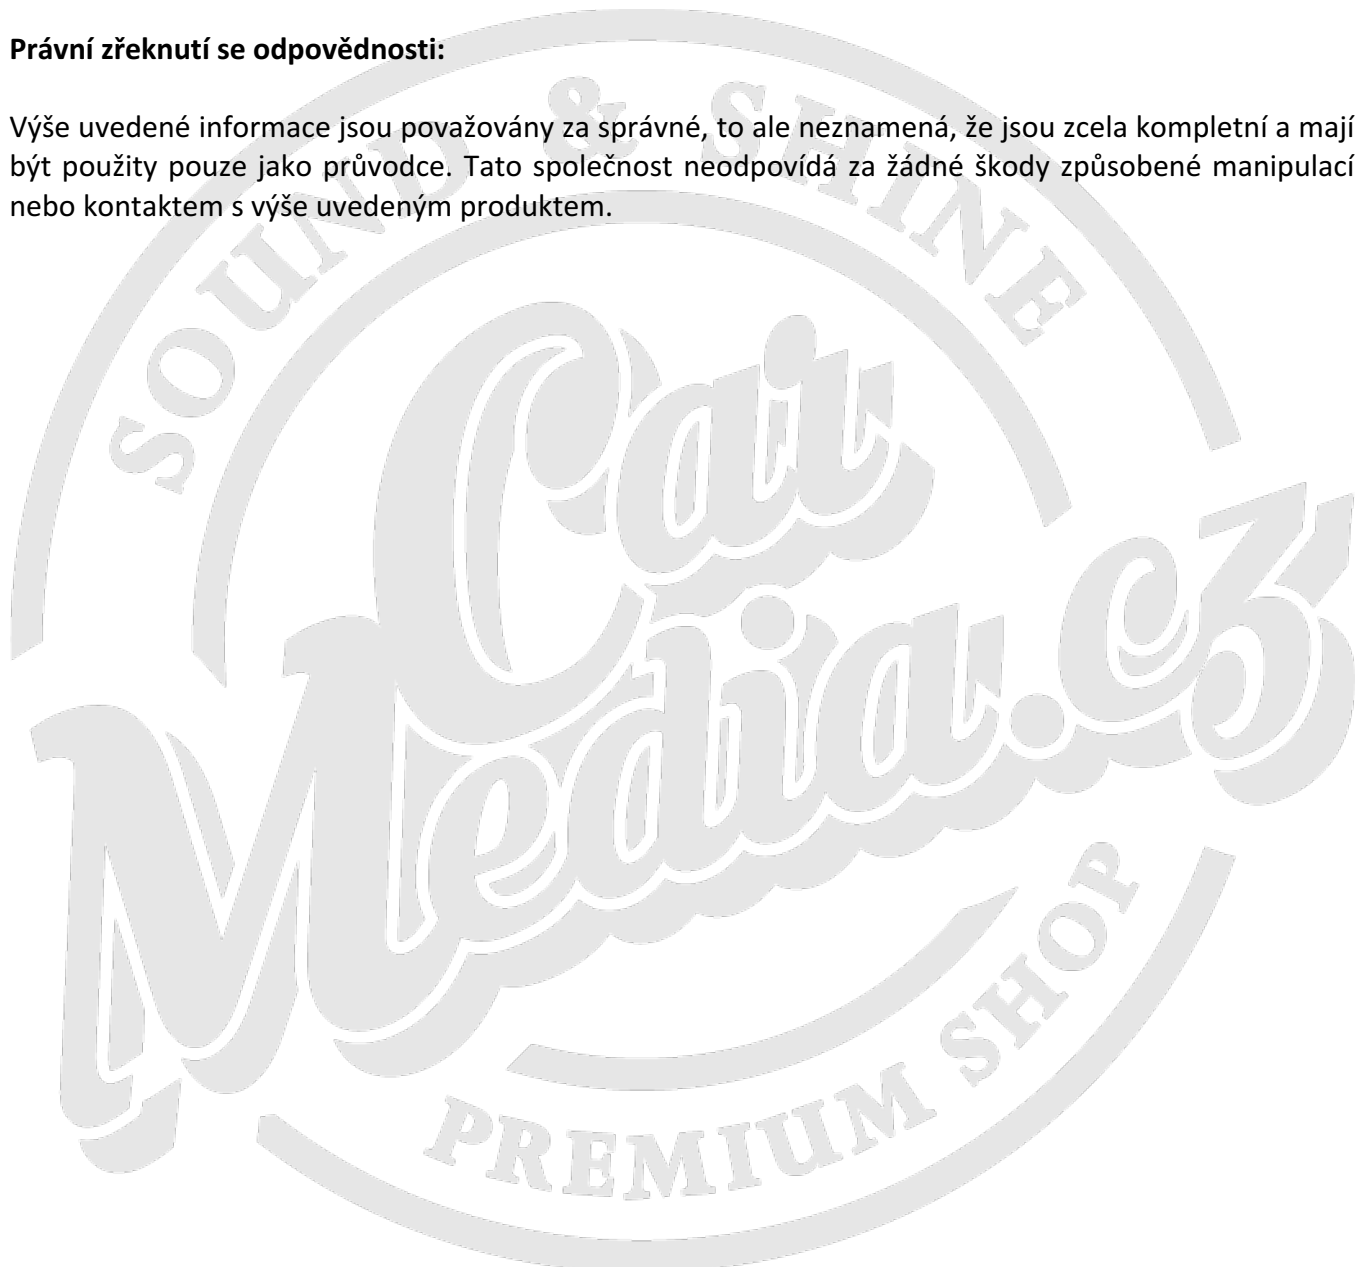 Právní zřeknutí se odpovědnosti:
Výše uvedené informace jsou považovány za správné, to ale neznamená, že jsou zcela kompletní a mají
být použity pouze jako průvodce. Tato společnost neodpovídá za žádné škody způsobené manipulací
nebo kontaktem s výše uvedeným produktem.
SOUND & SHINE
Car
Media.cz
PREMIUM SHOP